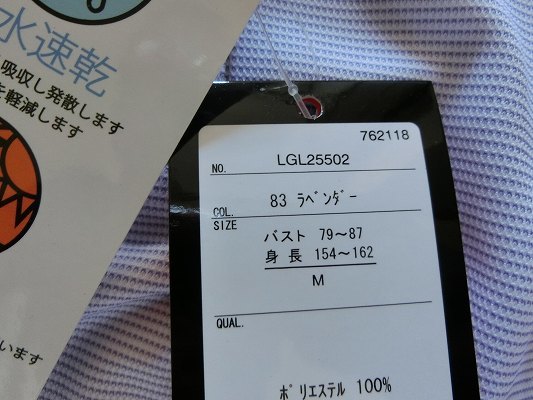 水速乾
吸収し発散します
を軽減します
います
762118
NO. LGL25502
COL. 83 ラベンダー
SIZE
バスト 79～87
身長 154～162
M
QUAL.
ポリエステル 100%